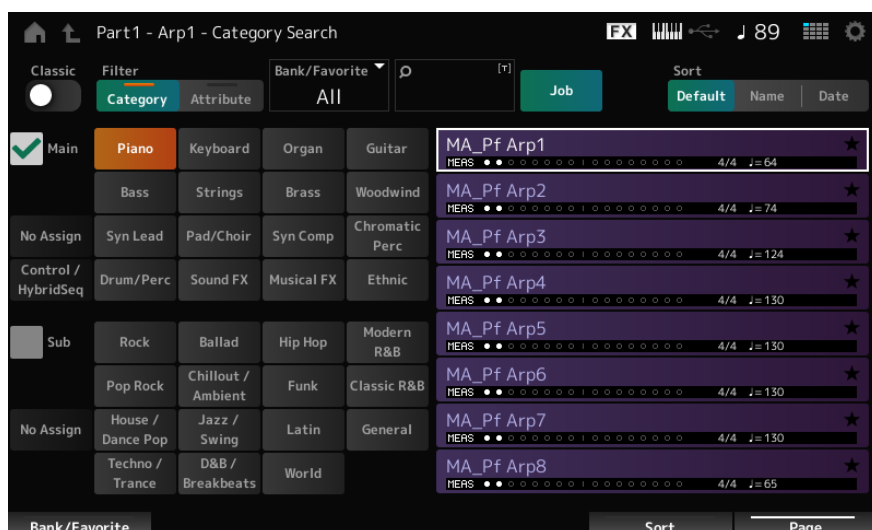 Part1 - Arp1 - Category Search
FX
♩ 89
Classic
Filter
Bank/Favorite
[T]
Job
Sort
Category
Attribute
All
Default
Name
Date
Main
Piano
Keyboard
Organ
Guitar
Bass
Strings
Brass
Woodwind
No Assign
Syn Lead
Pad/Choir
Syn Comp
Chromatic
Perc
Control /
HybridSeq
Drum/Perc
Sound FX
Musical FX
Ethnic
Sub
Rock
Ballad
Hip Hop
Modern
R&B
Pop Rock
Chillout /
Ambient
Funk
Classic R&B
No Assign
House /
Dance Pop
Jazz /
Swing
Latin
General
Techno /
Trance
D&B /
Breakbeats
World
MA_Pf Arp1
MEAS 4/4 ♩=64
MA_Pf Arp2
MEAS 4/4 ♩=74
MA_Pf Arp3
MEAS 4/4 ♩=124
MA_Pf Arp4
MEAS 4/4 ♩=130
MA_Pf Arp5
MEAS 4/4 ♩=130
MA_Pf Arp6
MEAS 4/4 ♩=130
MA_Pf Arp7
MEAS 4/4 ♩=130
MA_Pf Arp8
MEAS 4/4 ♩=65
Bank/Favorite
Sort
Page